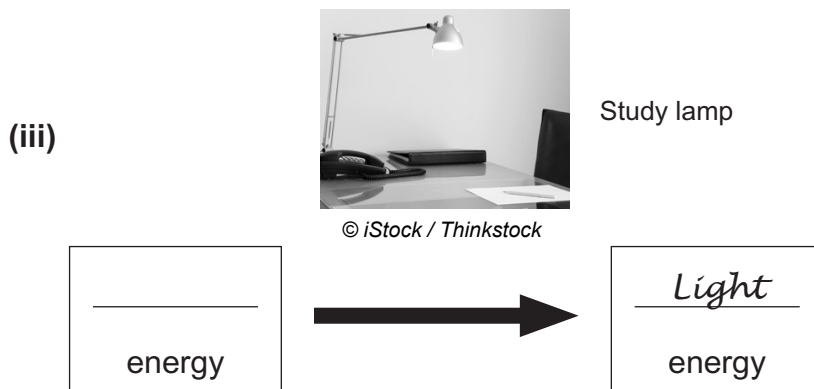 Study lamp
(iii)
© iStock / Thinkstock
Light
energy
energy